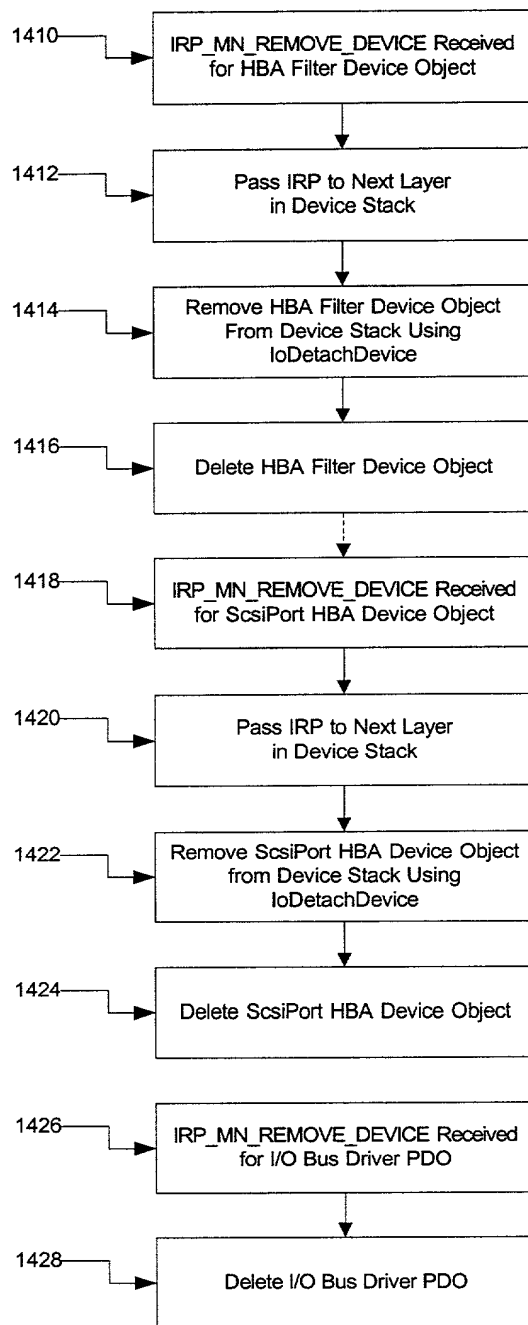 1410
IRP_MN_REMOVE_DEVICE Received
for HBA Filter Device Object
1412
Pass IRP to Next Layer
in Device Stack
1414
Remove HBA Filter Device Object
From Device Stack Using
IoDetachDevice
1416
Delete HBA Filter Device Object
1418
IRP_MN_REMOVE_DEVICE Received
for ScsiPort HBA Device Object
1420
Pass IRP to Next Layer
in Device Stack
1422
Remove ScsiPort HBA Device Object
from Device Stack Using
IoDetachDevice
1424
Delete ScsiPort HBA Device Object
1426
IRP_MN_REMOVE_DEVICE Received
for I/O Bus Driver PDO
1428
Delete I/O Bus Driver PDO